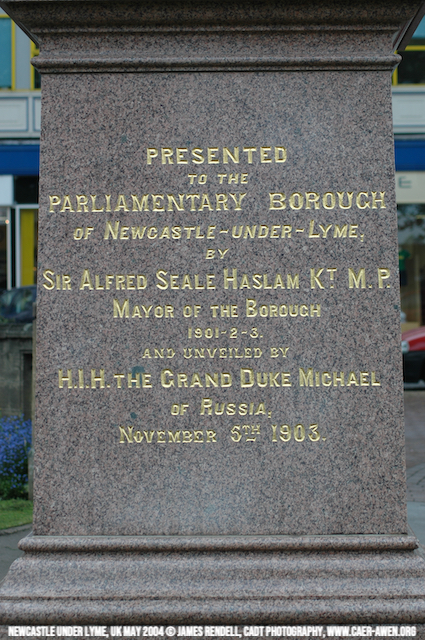 PRESENTED
TO THE
PARLIAMENTARY BOROUGH
OF NEWCASTLE-UNDER-LYME,
BY
SIR ALFRED SEALE HASLAM KT. M.P.
MAYOR OF THE BOROUGH
1901-2-3.
AND UNVEILED BY
H.I.H. THE GRAND DUKE MICHAEL
OF RUSSIA,
NOVEMBER 5TH 1903.
NEWCASTLE UNDER LYME, UK MAY 2004 © JAMES RENDELL, CADT PHOTOGRAPHY, WWW.CAER-AWEN.ORG